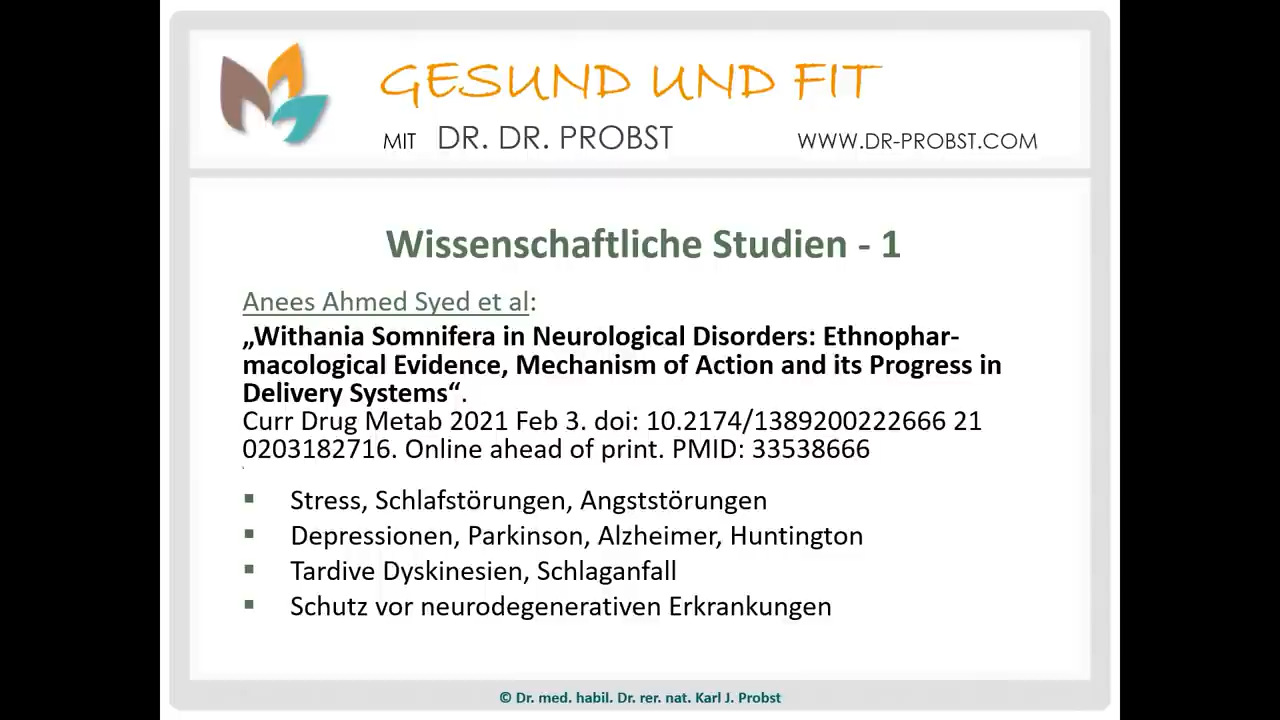 GESUND UND FIT
MIT DR. DR. PROBST WWW.DR-PROBST.COM
Wissenschaftliche Studien - 1
Anees Ahmed Syed et al:
„Withania Somnifera in Neurological Disorders: Ethnophar-
macological Evidence, Mechanism of Action and its Progress in
Delivery Systems“.
Curr Drug Metab 2021 Feb 3. doi: 10.2174/1389200222666 21
0203182716. Online ahead of print. PMID: 33538666
▪ Stress, Schlafstörungen, Angststörungen
▪ Depressionen, Parkinson, Alzheimer, Huntington
▪ Tardive Dyskinesien, Schlaganfall
▪ Schutz vor neurodegenerativen Erkrankungen
© Dr. med. habil. Dr. rer. nat. Karl J. Probst